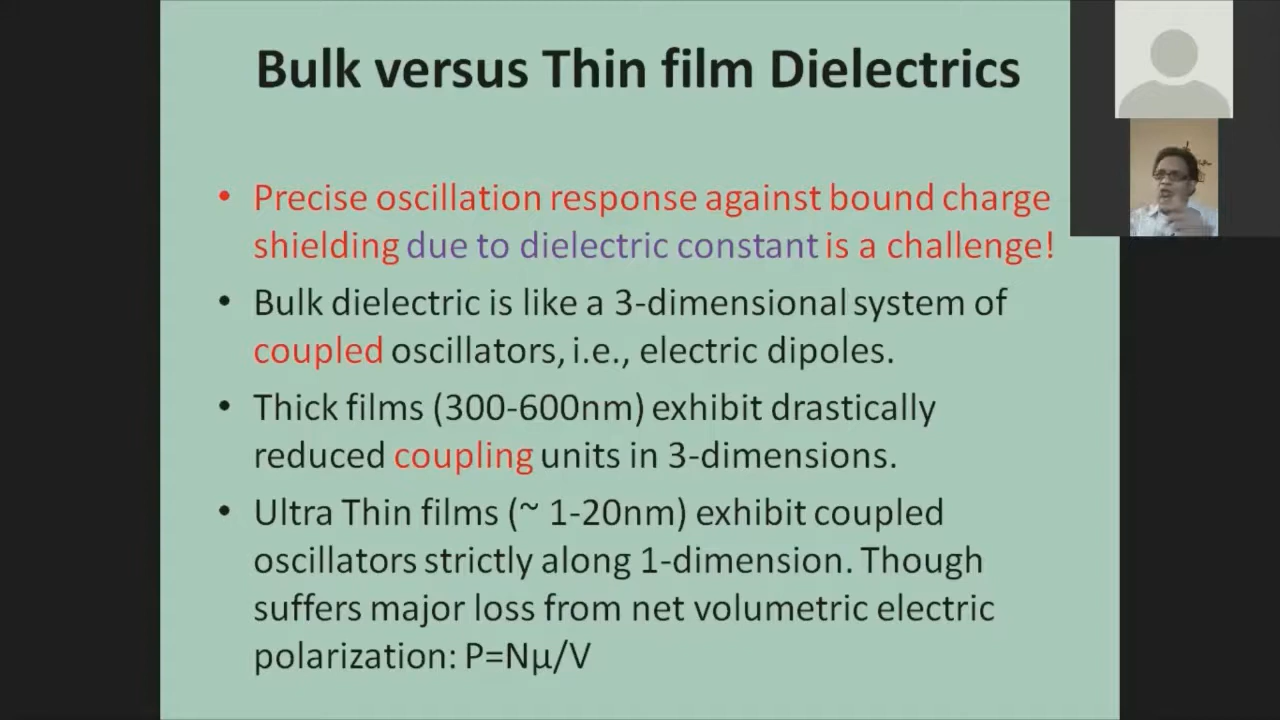 Bulk versus Thin film Dielectrics
• Precise oscillation response against bound charge
shielding due to dielectric constant is a challenge!
• Bulk dielectric is like a 3-dimensional system of
coupled oscillators, i.e., electric dipoles.
• Thick films (300-600nm) exhibit drastically
reduced coupling units in 3-dimensions.
• Ultra Thin films (~ 1-20nm) exhibit coupled
oscillators strictly along 1-dimension. Though
suffers major loss from net volumetric electric
polarization: P=Nμ/V